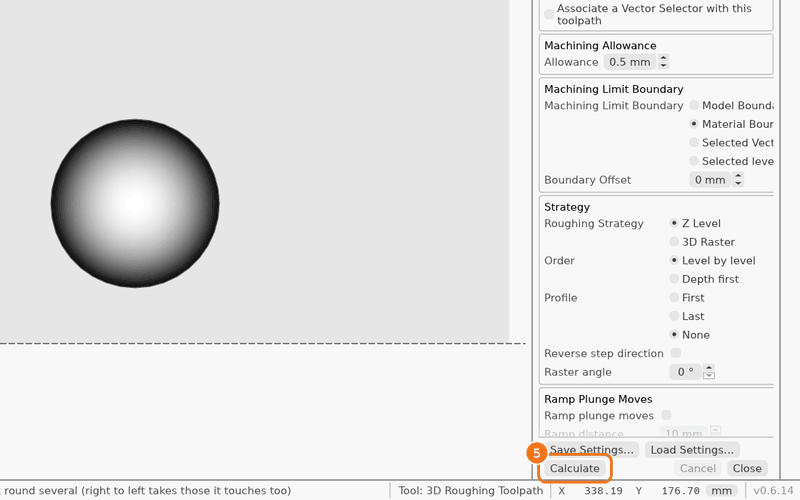 Associate a Vector Selector with this
toolpath
Machining Allowance
Allowance 0.5 mm
Machining Limit Boundary
Machining Limit Boundary Model Bounda
Material Bour
Selected Vect
Selected leve
Boundary Offset 0 mm
Strategy
Roughing Strategy Z Level
3D Raster
Order Level by level
Depth first
Profile First
Last
None
Reverse step direction
Raster angle 0 °
Ramp Plunge Moves
Ramp plunge moves
Ramp distance 10 mm
Save Settings... Load Settings...
5
Calculate Cancel Close
round several (right to left takes those it touches too) Tool: 3D Roughing Toolpath X 338.19 Y 176.70 mm v0.6.14